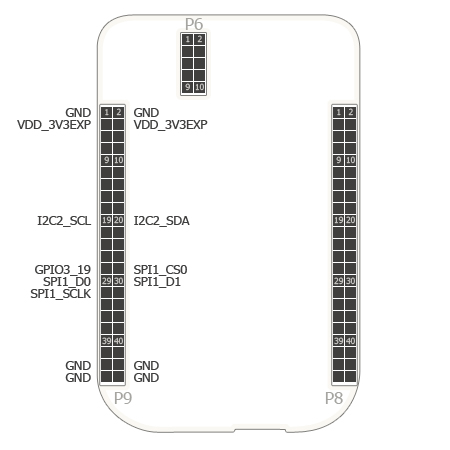 P6
1 2
9 10
GND 1 2 GND 1 2
VDD_3V3EXP VDD_3V3EXP
9 10 9 10
I2C2_SCL 19 20 I2C2_SDA 19 20
GPIO3_19 SPI1_CS0
SPI1_D0 29 30 SPI1_D1 29 30
SPI1_SCLK
39 40 39 40
GND GND
GND GND
P9 P8